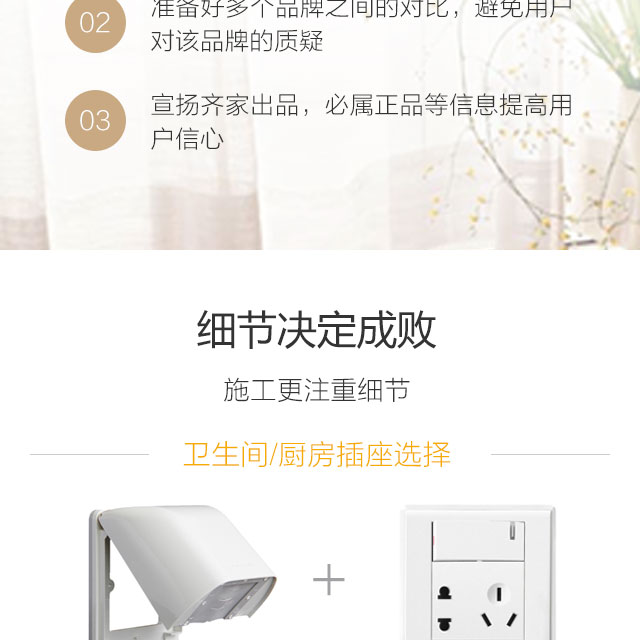 02
准备好多个品牌之间的对比，避免用户
对该品牌的质疑
03
宣扬齐家出品，必属正品等信息提高用
户信心
细节决定成败
施工更注重细节
卫生间/厨房插座选择
+